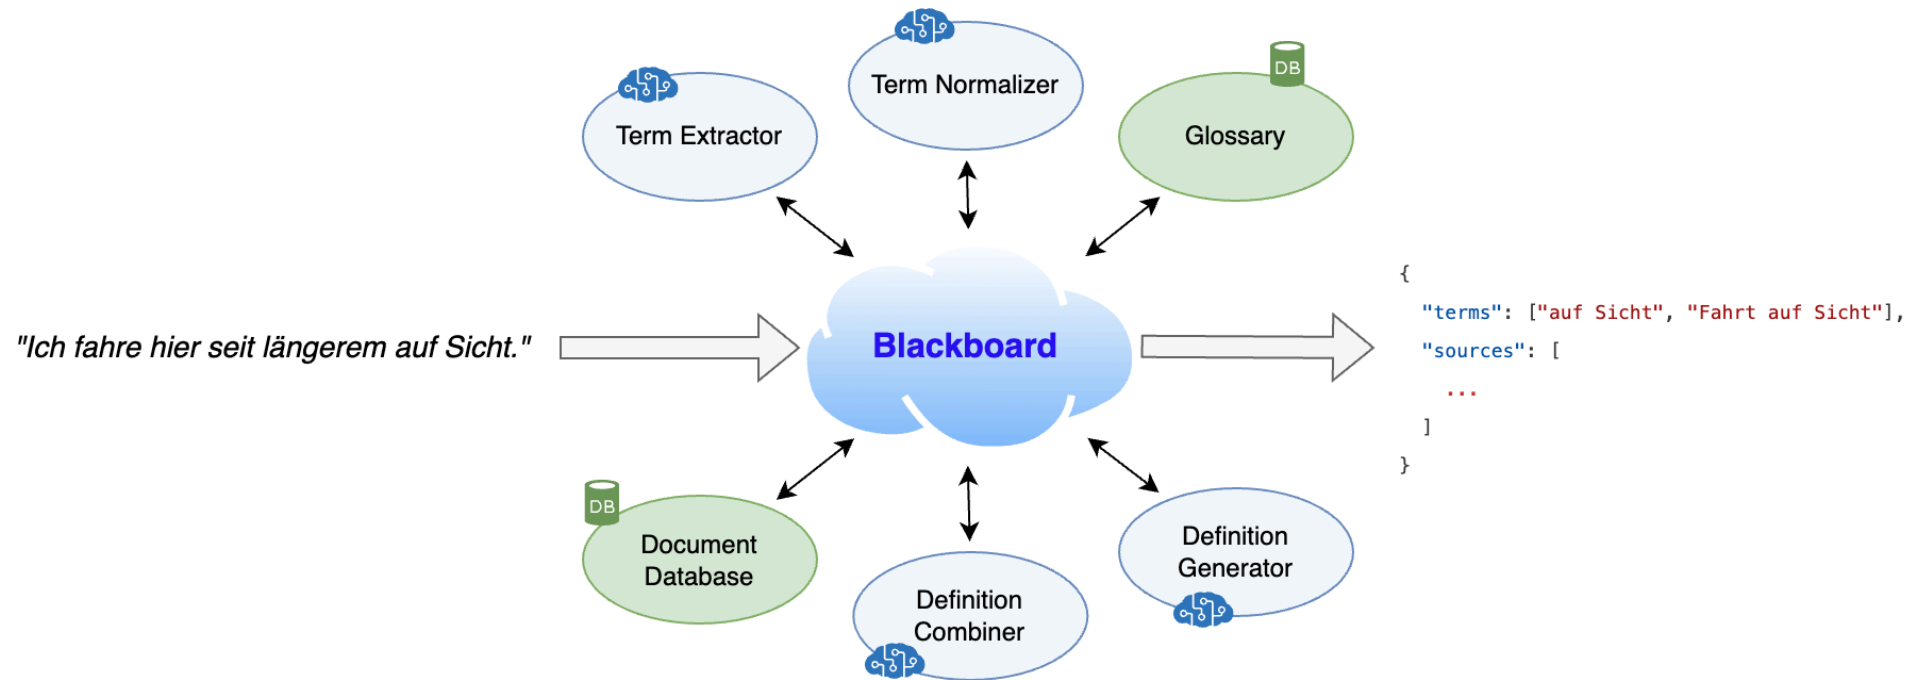 Term Normalizer
DB
Term Extractor
Glossary
"Ich fahre hier seit längerem auf Sicht."
Blackboard
{
"terms": ["auf Sicht", "Fahrt auf Sicht"],
"sources": [
...
]
}
DB
Document
Database
Definition
Combiner
Definition
Generator